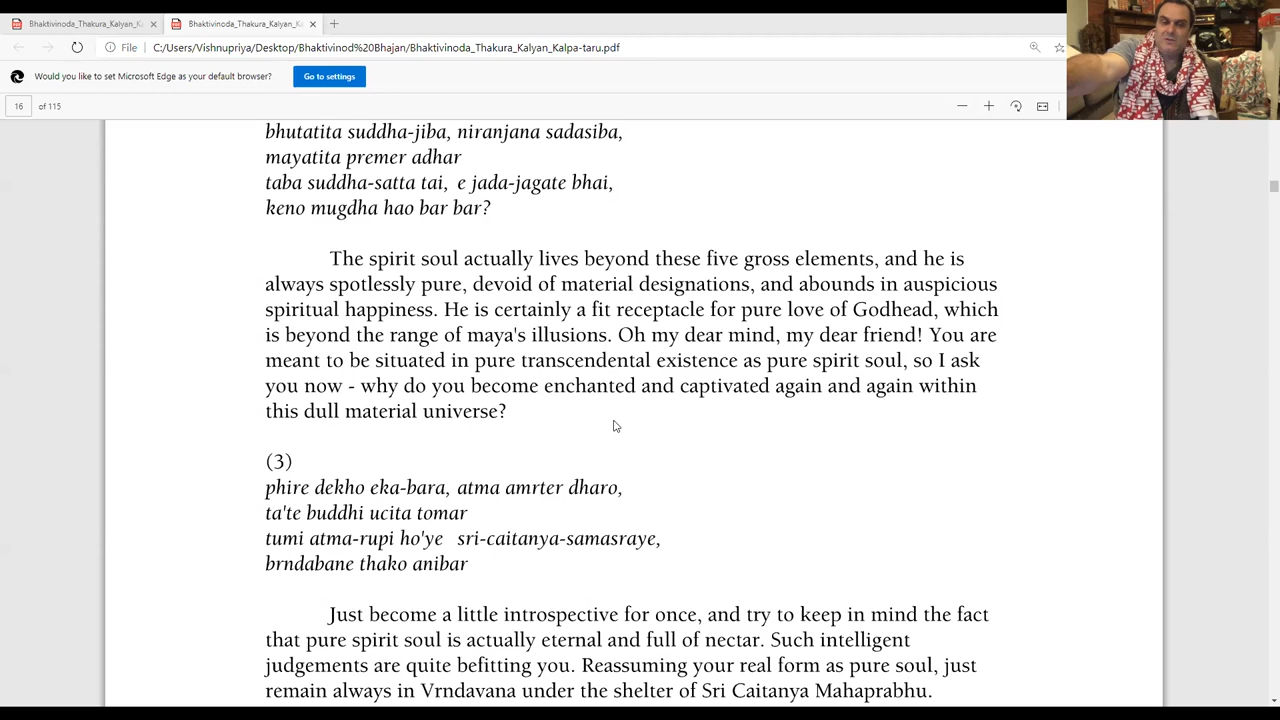 Bhaktivinoda_Thakura_Kalyan_K
Bhaktivinoda_Thakura_Kalyan_K
File C:/Users/Vishnupriya/Desktop/Bhaktivinod%20Bhajan/Bhaktivinoda_Thakura_Kalyan_Kalpa-taru.pdf
Would you like to set Microsoft Edge as your default browser? Go to settings
16 of 115
bhutatita suddha-jiba, niranjana sadasiba,
mayatita premer adhar
taba suddha-satta tai, e jada-jagate bhai,
keno mugdha hao bar bar?
The spirit soul actually lives beyond these five gross elements, and he is
always spotlessly pure, devoid of material designations, and abounds in auspicious
spiritual happiness. He is certainly a fit receptacle for pure love of Godhead, which
is beyond the range of maya's illusions. Oh my dear mind, my dear friend! You are
meant to be situated in pure transcendental existence as pure spirit soul, so I ask
you now - why do you become enchanted and captivated again and again within
this dull material universe?
(3)
phire dekho eka-bara, atma amrter dharo,
ta'te buddhi ucita tomar
tumi atma-rupi ho'ye sri-caitanya-samasraye,
brndabane thako anibar
Just become a little introspective for once, and try to keep in mind the fact
that pure spirit soul is actually eternal and full of nectar. Such intelligent
judgements are quite befitting you. Reassuming your real form as pure soul, just
remain always in Vrndavana under the shelter of Sri Caitanya Mahaprabhu.